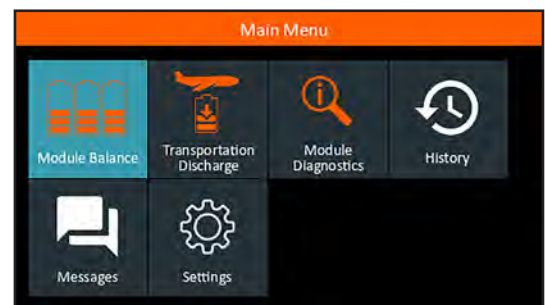 Main Menu
Module Balance
Transportation
Discharge
Module
Diagnostics
History
Messages
Settings